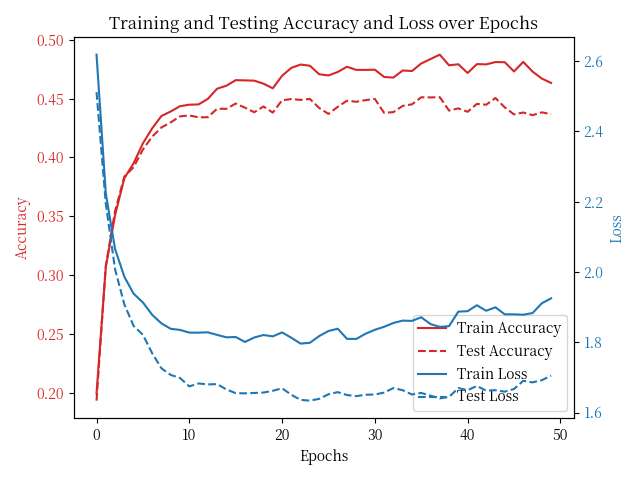 Training and Testing Accuracy and Loss over Epochs
0.50
0.45
0.40
0.35
0.30
0.25
0.20
Accuracy
2.6
2.4
2.2
2.0
1.8
1.6
Loss
Train Accuracy
Test Accuracy
Train Loss
Test Loss
0 10 20 30 40 50
Epochs